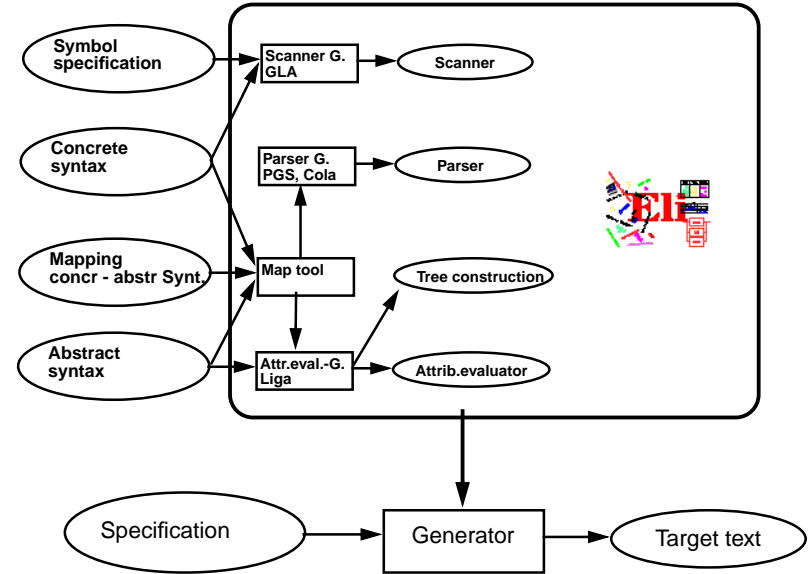 Symbol
specification
Scanner G.
GLA
Scanner
Concrete
syntax
Parser G.
PGS, Cola
Parser
Eli
Mapping
concr - abstr Synt.
Map tool
Tree construction
Abstract
syntax
Attr.eval.-G.
Liga
Attrib.evaluator
Specification
Generator
Target text